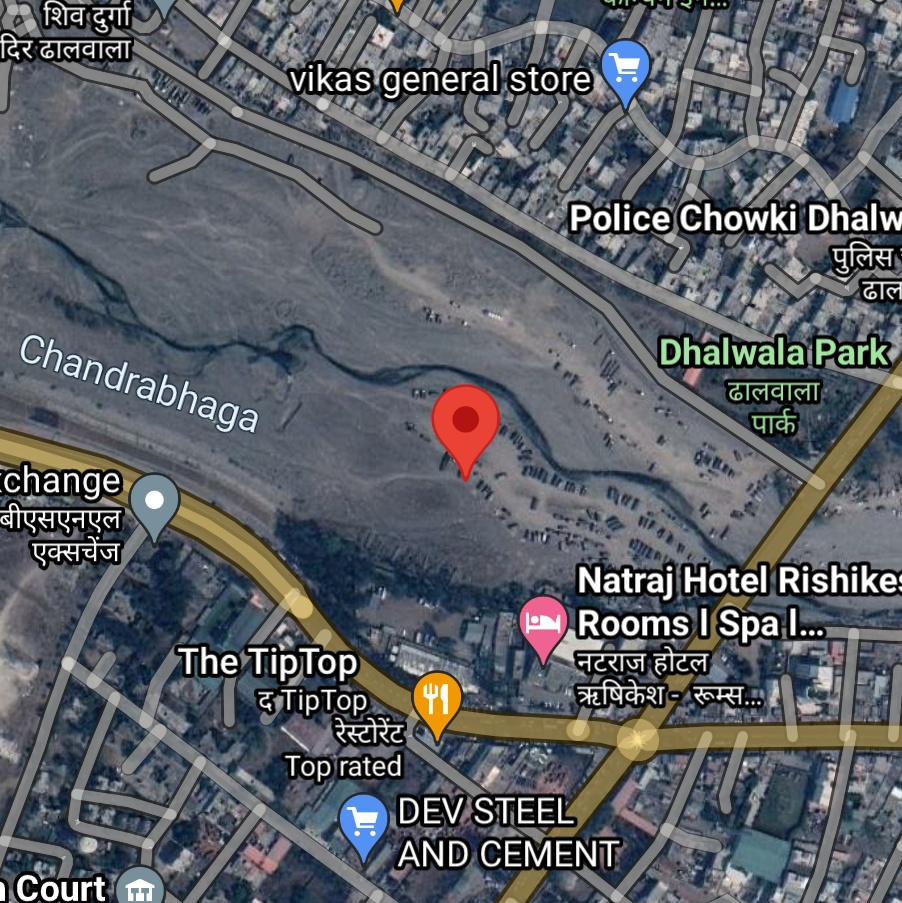 शिव दुर्गा
दिर ढालवाला
vikas general store
Police Chowki Dhalw
पुलिस
ढाल
Dhalwala Park
ढालवाला
पार्क
Chandrabhaga
xchange
बीएसएनएल
एक्सचेंज
Natraj Hotel Rishikes
Rooms l Spa l...
नटराज होटल
ऋषिकेश - रूम्स...
The TipTop
द TipTop
रेस्टोरेंट
Top rated
DEV STEEL
AND CEMENT
Court